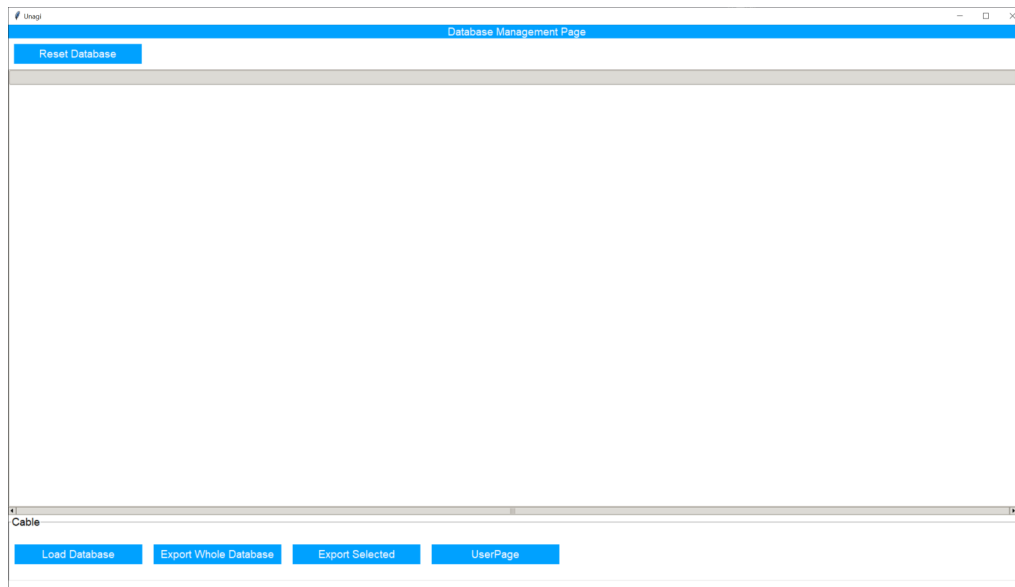 Unagi
Database Management Page
Reset Database
Cable
Load Database
Export Whole Database
Export Selected
UserPage